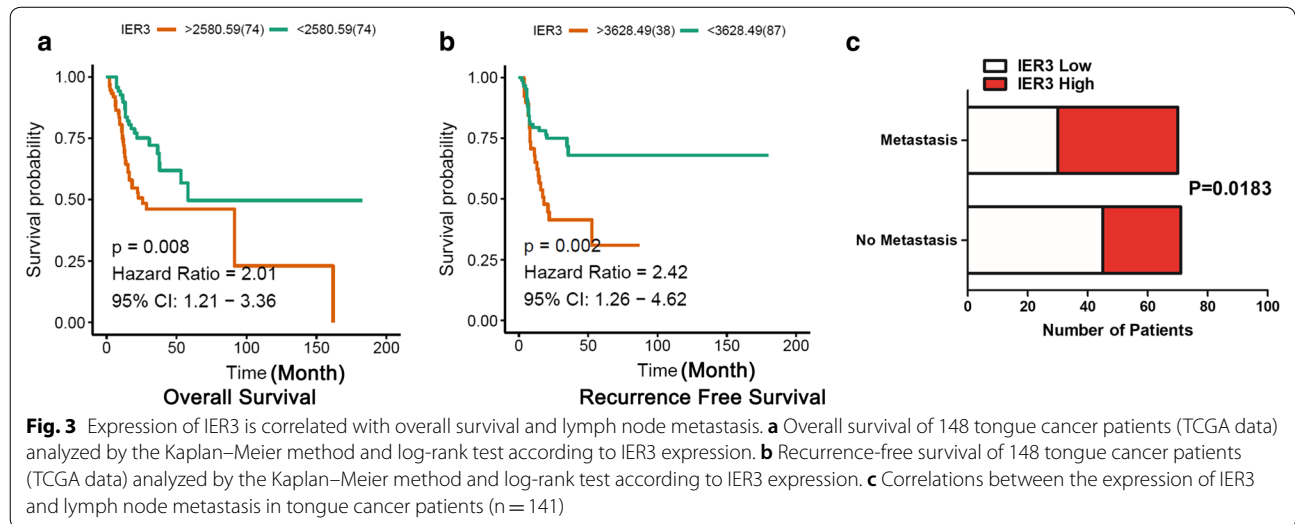 a
IER3 >2580.59(74) <2580.59(74)
Survival probability
1.00
0.75
0.50
0.25
0.00
p = 0.008
Hazard Ratio = 2.01
95% CI: 1.21 − 3.36
0 50 100 150 200
Time (Month)
Overall Survival
b
IER3 >3628.49(38) <3628.49(87)
Survival probability
1.00
0.75
0.50
0.25
0.00
p = 0.002
Hazard Ratio = 2.42
95% CI: 1.26 − 4.62
0 50 100 150 200
Time (Month)
Recurrence Free Survival
c
IER3 Low
IER3 High
Metastasis
P=0.0183
No Metastasis
0 20 40 60 80 100
Number of Patients
Fig. 3 Expression of IER3 is correlated with overall survival and lymph node metastasis. a Overall survival of 148 tongue cancer patients (TCGA data)
analyzed by the Kaplan–Meier method and log-rank test according to IER3 expression. b Recurrence-free survival of 148 tongue cancer patients
(TCGA data) analyzed by the Kaplan–Meier method and log-rank test according to IER3 expression. c Correlations between the expression of IER3
and lymph node metastasis in tongue cancer patients (n = 141)